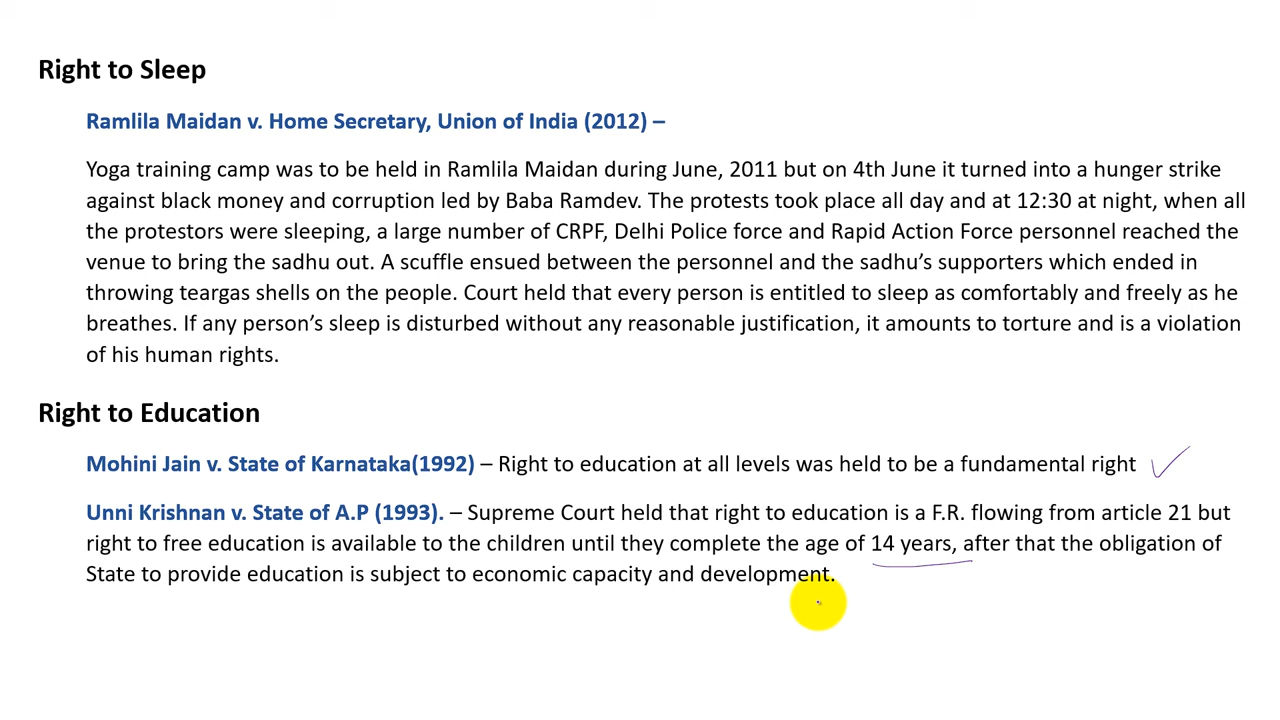 Right to Sleep
Ramlila Maidan v. Home Secretary, Union of India (2012) –
Yoga training camp was to be held in Ramlila Maidan during June, 2011 but on 4th June it turned into a hunger strike
against black money and corruption led by Baba Ramdev. The protests took place all day and at 12:30 at night, when all
the protestors were sleeping, a large number of CRPF, Delhi Police force and Rapid Action Force personnel reached the
venue to bring the sadhu out. A scuffle ensued between the personnel and the sadhu’s supporters which ended in
throwing teargas shells on the people. Court held that every person is entitled to sleep as comfortably and freely as he
breathes. If any person’s sleep is disturbed without any reasonable justification, it amounts to torture and is a violation
of his human rights.
Right to Education
Mohini Jain v. State of Karnataka(1992) – Right to education at all levels was held to be a fundamental right
Unni Krishnan v. State of A.P (1993). – Supreme Court held that right to education is a F.R. flowing from article 21 but
right to free education is available to the children until they complete the age of 14 years, after that the obligation of
State to provide education is subject to economic capacity and development.